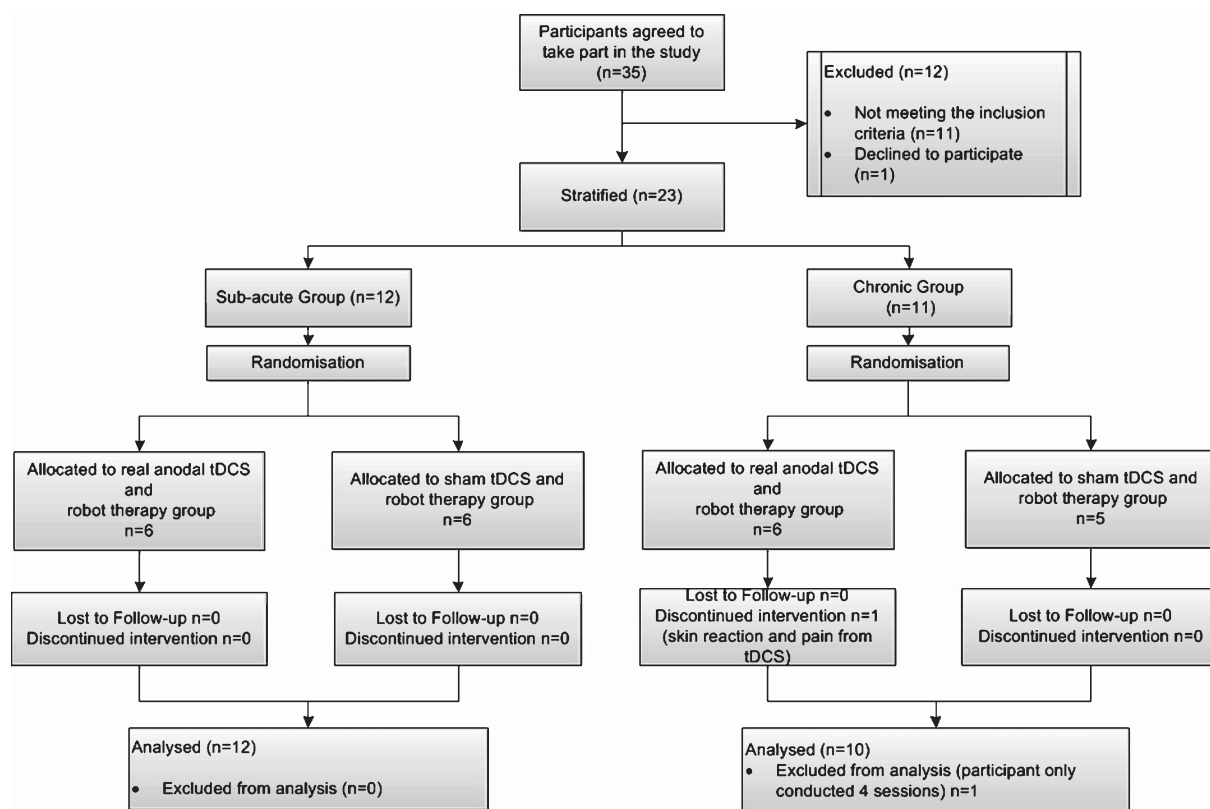 Participants agreed to
take part in the study
(n=35)
Excluded (n=12)
• Not meeting the inclusion
criteria (n=11)
• Declined to participate
(n=1)
Stratified (n=23)
Sub-acute Group (n=12)
Chronic Group
(n=11)
Randomisation
Randomisation
Allocated to real anodal tDCS
and
robot therapy group
n=6
Allocated to sham tDCS and
robot therapy group
n=6
Allocated to real anodal tDCS
and
robot therapy group
n=6
Allocated to sham tDCS and
robot therapy group
n=5
Lost to Follow-up n=0
Discontinued intervention n=0
Lost to Follow-up n=0
Discontinued intervention n=0
Lost to Follow-up n=0
Discontinued intervention n=1
(skin reaction and pain from
tDCS)
Lost to Follow-up n=0
Discontinued intervention n=0
Analysed (n=12)
• Excluded from analysis (n=0)
Analysed (n=10)
• Excluded from analysis (participant only
conducted 4 sessions) n=1